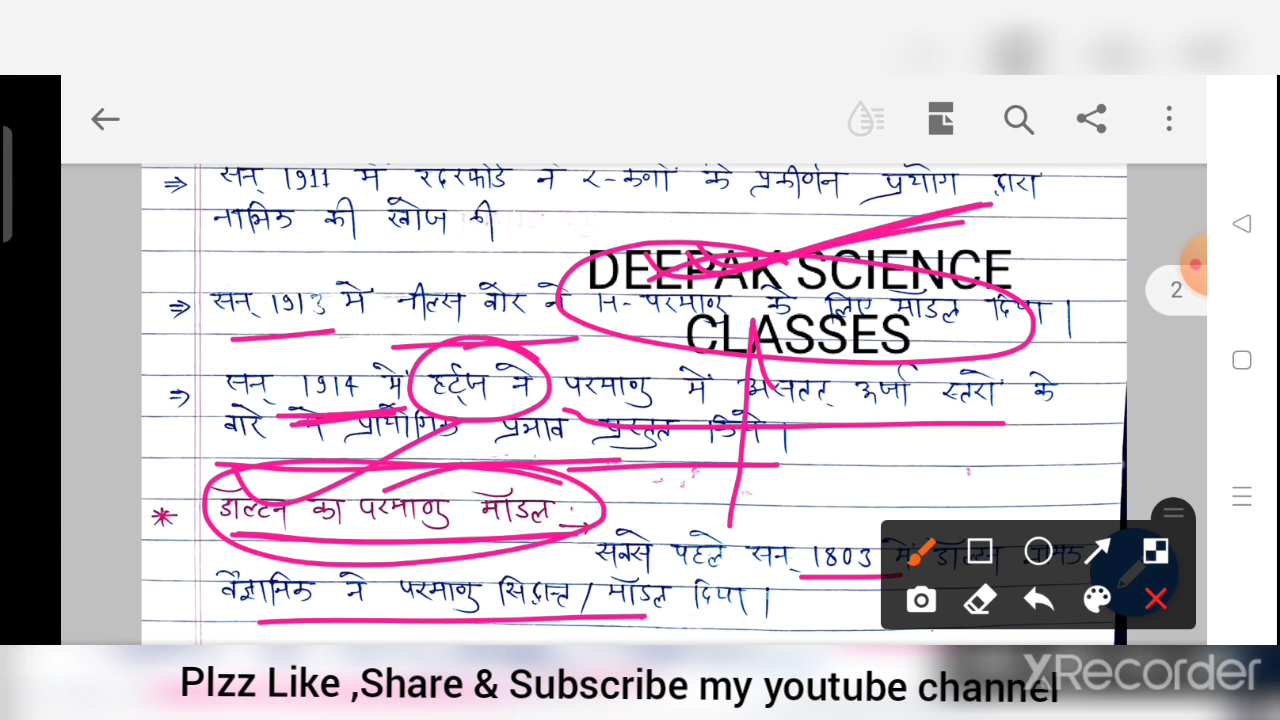 सन् 1911 में रदरफोर्ड ने α-कणों के प्रकीर्णन प्रयोग द्वारा
नाभिक की खोज की
DEEPAK SCIENCE
CLASSES
⇒ सन् 1913 में नील्स बोर ने H-परमाणु के लिए मॉडल दिया।
⇒ सन् 1914 में हर्ट्ज ने परमाणु में असतत् ऊर्जा स्तरों के
बारे में प्रायोगिक प्रभाव प्रस्तुत किये।
* डाल्टन का परमाणु मॉडल :→
सबसे पहले सन् 1803 में डॉल्टन नामक
वैज्ञानिक ने परमाणु सिद्धान्त / मॉडल दिया।
2
Plzz Like ,Share & Subscribe my youtube channel
XRecorder